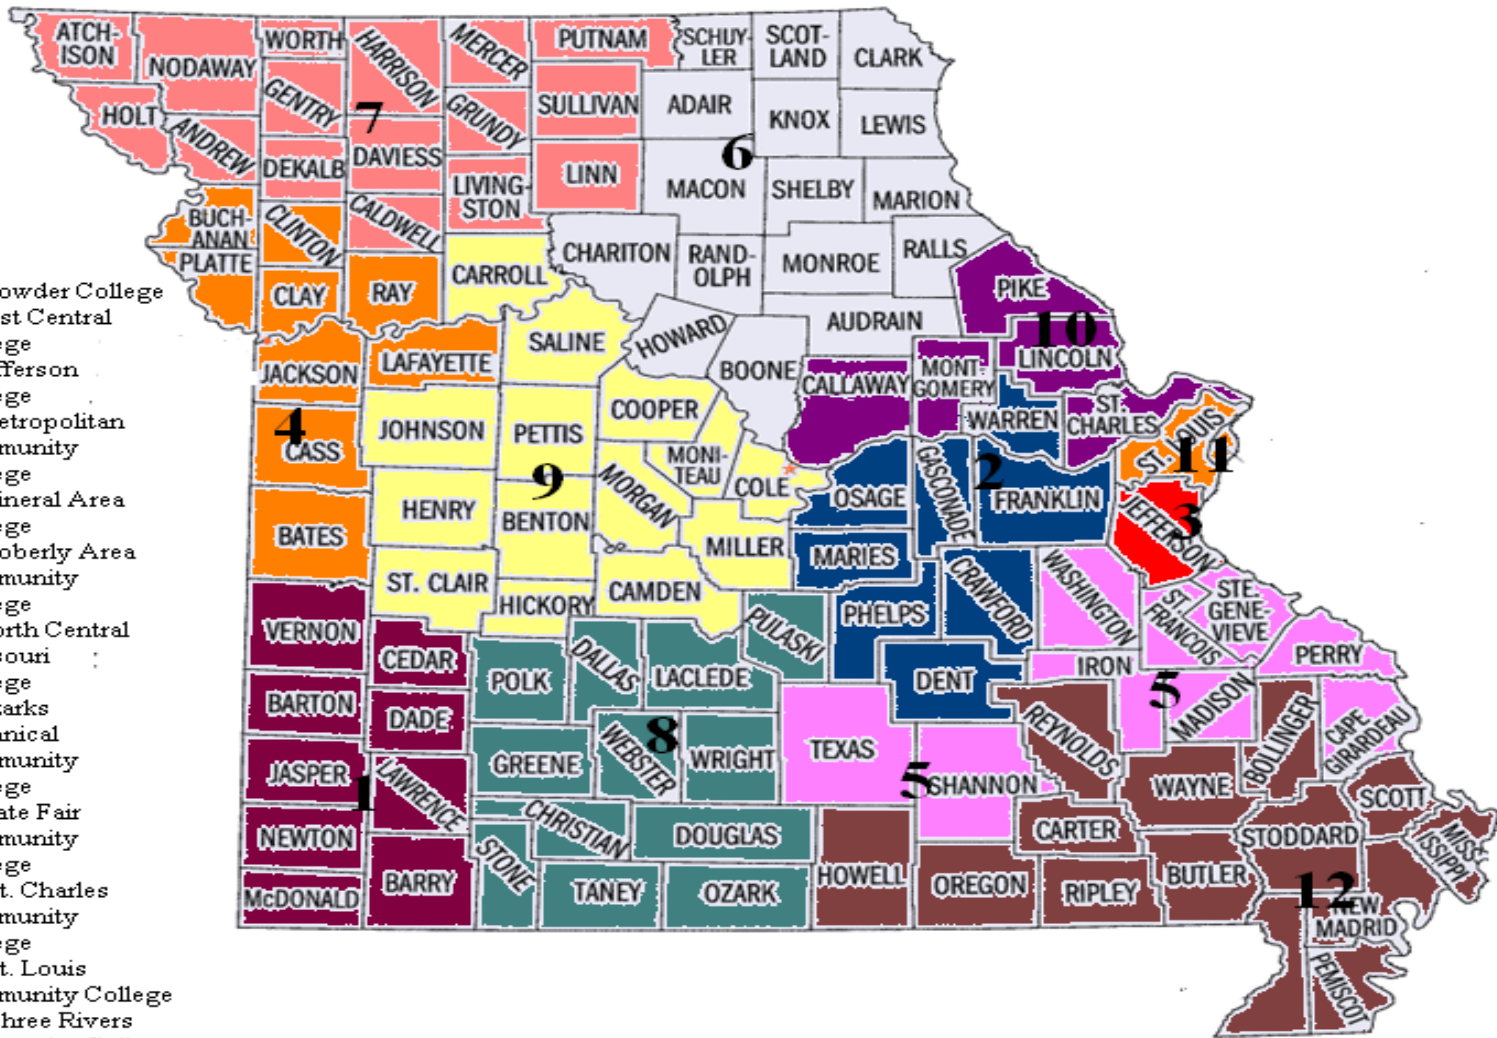 ATCH-
ISON
NODAWAY
WORTH
HARRISON
MERCER
PUTNAM
SCHUY-
LER
SCOT-
LAND
CLARK
HOLT
ANDREW
GENTRY
7
GRUNDY
SULLIVAN
ADAIR
KNOX
LEWIS
DEKALB
DAVIESS
LIVING-
STON
LINN
6
MACON
SHELBY
MARION
BUCH-
ANAN
CLINTON
CALDWELL
PLATTE
CLAY
RAY
CARROLL
CHARITON
RAND-
OLPH
MONROE
RALLS
PIKE
10
LINCOLN
JACKSON
LAFAYETTE
SALINE
HOWARD
BOONE
AUDRAIN
CALLAWAY
MONT-
GOMERY
WARREN
ST.
CHARLES
ST. LOUIS
11
4
CASS
JOHNSON
PETTIS
COOPER
MONI-
TEAU
COLE
9
MORGAN
OSAGE
GASCONADE
2
FRANKLIN
JEFFERSON
3
BATES
HENRY
BENTON
MILLER
MARIES
ST. CLAIR
HICKORY
CAMDEN
PULASKI
PHELPS
CRAWFORD
WASHINGTON
ST.
FRANCOIS
STE.
GENE-
VIEVE
PERRY
VERNON
CEDAR
POLK
DALLAS
LACLEDE
DENT
IRON
5
MADISON
BOLLINGER
CAPE
GIRARDEAU
BARTON
DADE
GREENE
WEBSTER
8
WRIGHT
TEXAS
5
SHANNON
REYNOLDS
WAYNE
SCOTT
MISS-
ISSIPPI
JASPER
1
LAWRENCE
CHRISTIAN
DOUGLAS
CARTER
STODDARD
NEWTON
BARRY
STONE
TANEY
OZARK
HOWELL
OREGON
RIPLEY
BUTLER
12
NEW
MADRID
McDONALD
PEMISCOT
owder College
st Central
ege
fferson
ege
etropolitan
munity
ege
ineral Area
ege
oberly Area
munity
ege
orth Central
souri
ege
zarks
hnical
munity
ege
ate Fair
munity
ege
t. Charles
munity
ege
t. Louis
munity College
hree Rivers